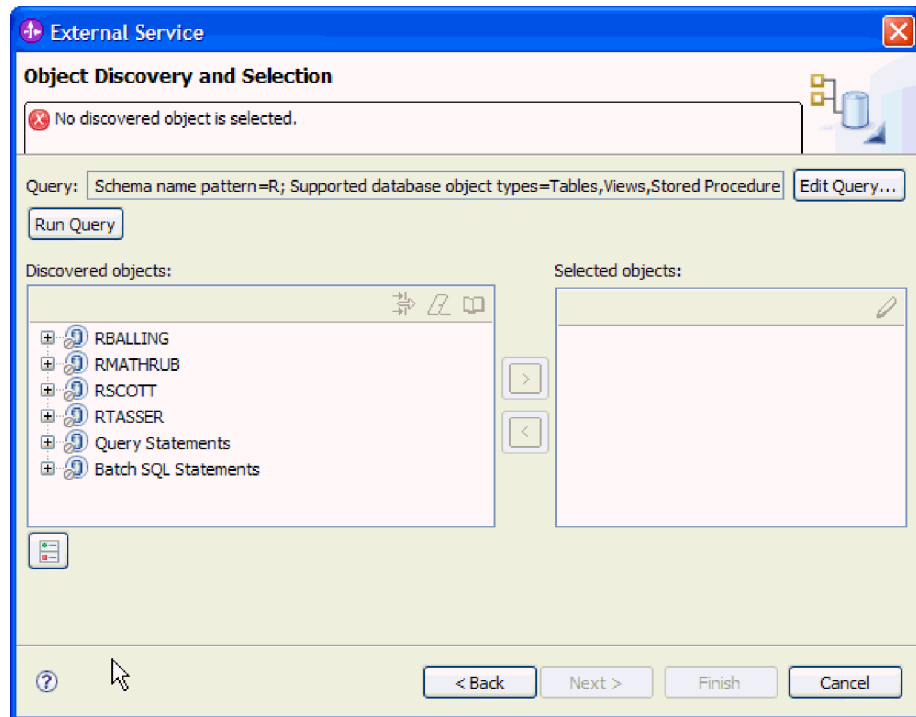 External Service
Object Discovery and Selection
No discovered object is selected.
Query: Schema name pattern=R; Supported database object types=Tables,Views,Stored Procedure Edit Query...
Run Query
Discovered objects: Selected objects:
RBALLING
RMATHRUB
RSCOTT
RTASSER
Query Statements
Batch SQL Statements
> 
<
? < Back Next > Finish Cancel